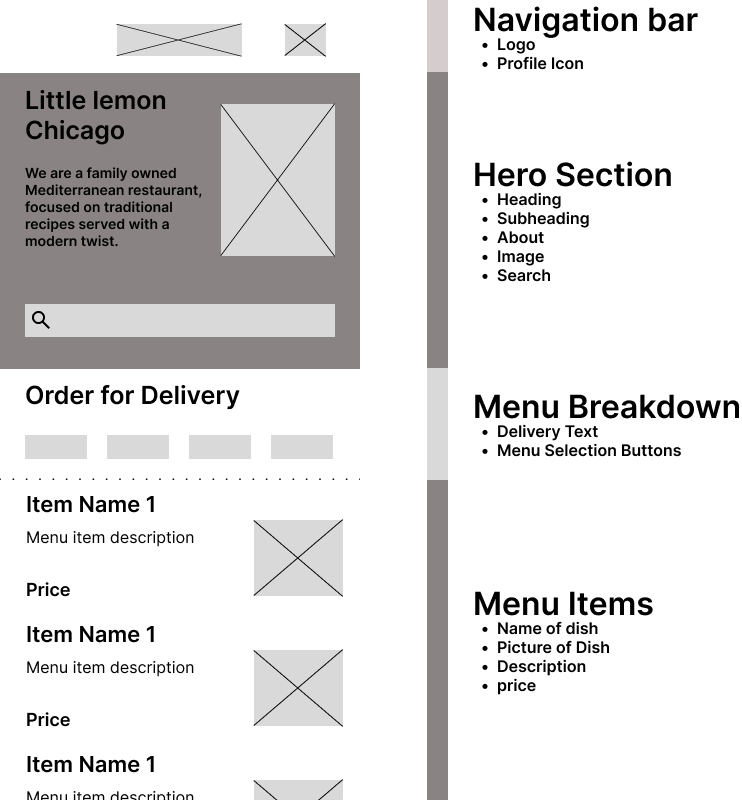 Little lemon
Chicago
We are a family owned
Mediterranean restaurant,
focused on traditional
recipes served with a
modern twist.
Order for Delivery
Item Name 1
Menu item description
Price
Item Name 1
Menu item description
Price
Item Name 1
Menu item description
Navigation bar
• Logo
• Profile Icon
Hero Section
• Heading
• Subheading
• About
• Image
• Search
Menu Breakdown
• Delivery Text
• Menu Selection Buttons
Menu Items
• Name of dish
• Picture of Dish
• Description
• price